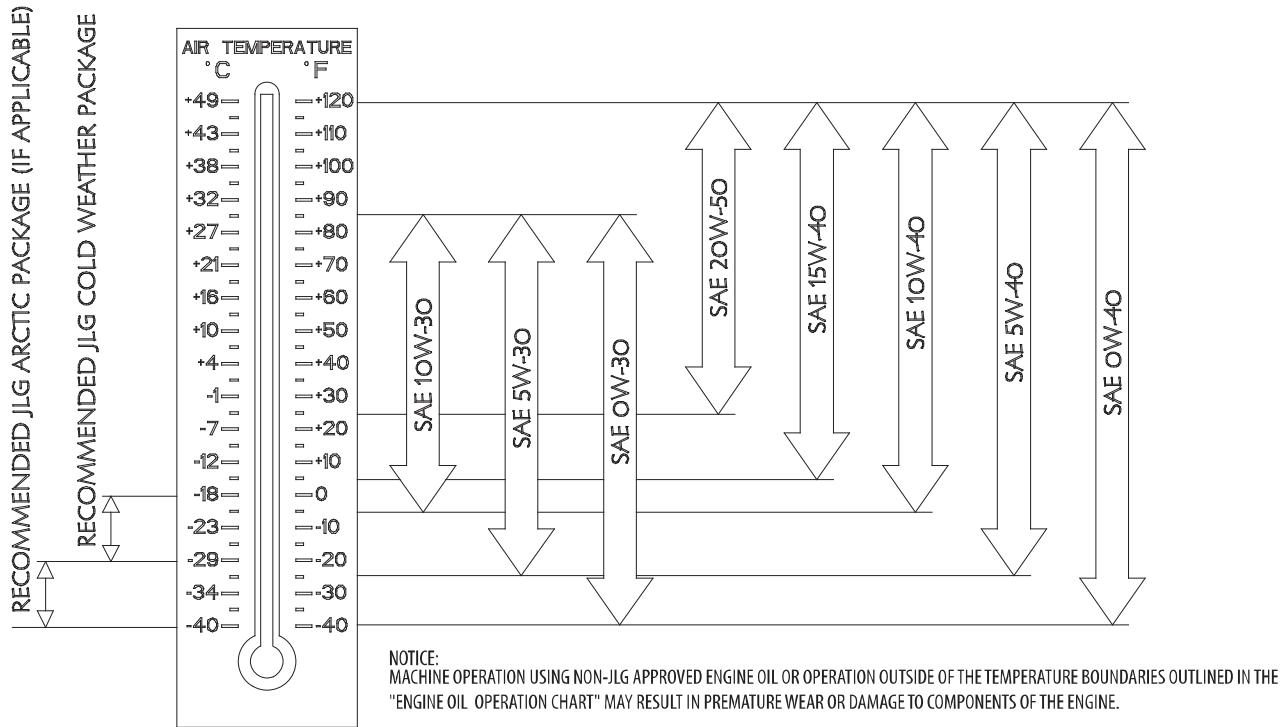 RECOMMENDED JLG ARCTIC PACKAGE (IF APPLICABLE)
RECOMMENDED JLG COLD WEATHER PACKAGE
AIR TEMPERATURE
°C °F
+49 +120
+43 +110
+38 +100
+32 +90
+27 +80
+21 +70
+16 +60
+10 +50
+4 +40
-1 +30
-7 +20
-12 +10
-18 0
-23 -10
-29 -20
-34 -30
-40 -40
SAE 10W-30
SAE 5W-30
SAE 0W-30
SAE 20W-50
SAE 15W-40
SAE 10W-40
SAE 5W-40
SAE 0W-40
NOTICE:
MACHINE OPERATION USING NON-JLG APPROVED ENGINE OIL OR OPERATION OUTSIDE OF THE TEMPERATURE BOUNDARIES OUTLINED IN THE
"ENGINE OIL OPERATION CHART" MAY RESULT IN PREMATURE WEAR OR DAMAGE TO COMPONENTS OF THE ENGINE.